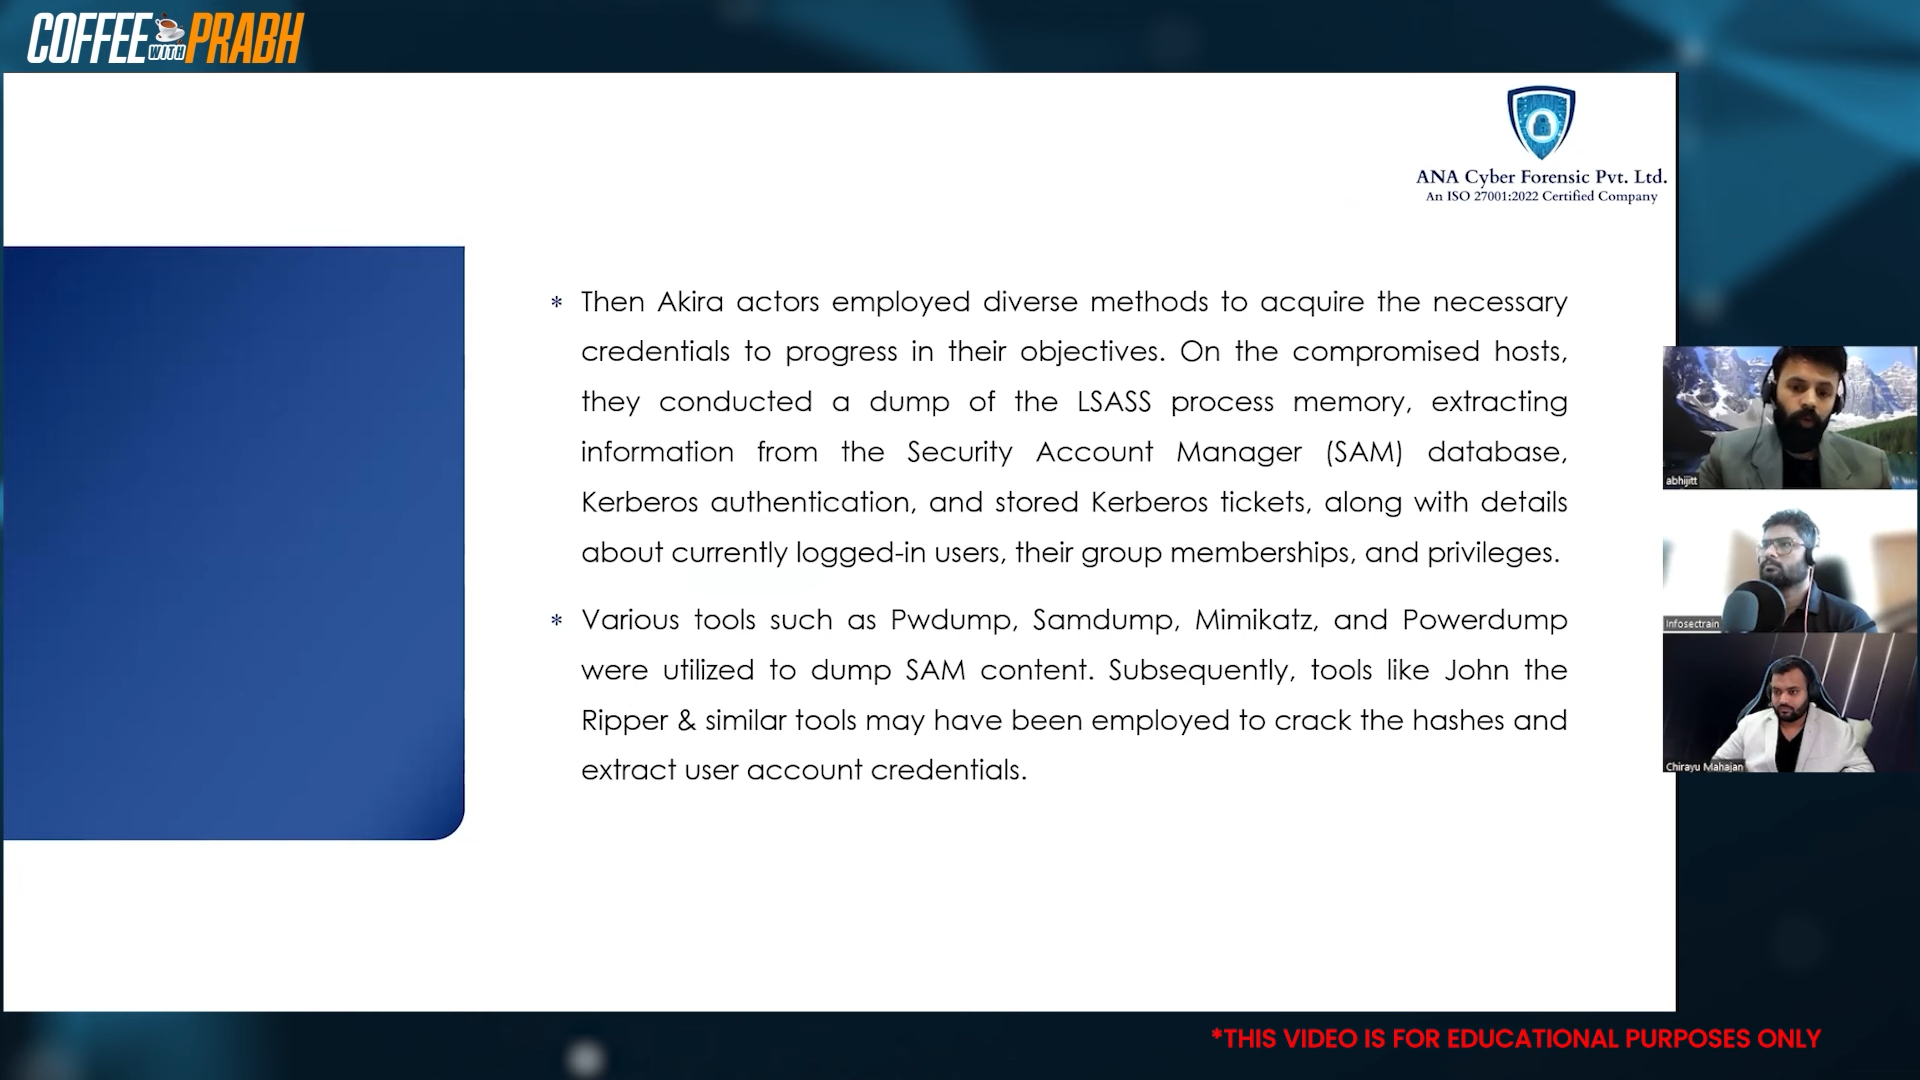 COFFEE WITH PRABH
ANA Cyber Forensic Pvt. Ltd.
An ISO 27001:2022 Certified Company
* Then Akira actors employed diverse methods to acquire the necessary
credentials to progress in their objectives. On the compromised hosts,
they conducted a dump of the LSASS process memory, extracting
information from the Security Account Manager (SAM) database,
Kerberos authentication, and stored Kerberos tickets, along with details
about currently logged-in users, their group memberships, and privileges.
* Various tools such as Pwdump, Samdump, Mimikatz, and Powerdump
were utilized to dump SAM content. Subsequently, tools like John the
Ripper & similar tools may have been employed to crack the hashes and
extract user account credentials.
abhijitt
Infosectrain
Chirayu Mahajan
*THIS VIDEO IS FOR EDUCATIONAL PURPOSES ONLY